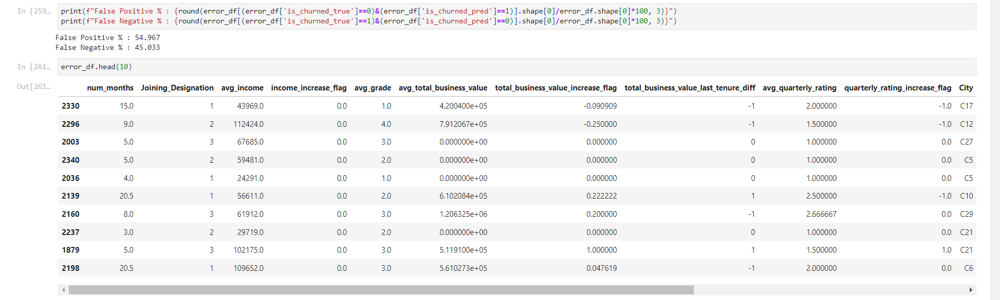 In [259…
print(f"False Positive % : {round(error_df[(error_df['is_churned_true']==0)&(error_df['is_churned_pred']==1)].shape[0]/error_df.shape[0]*100, 3)}")
print(f"False Negative % : {round(error_df[(error_df['is_churned_true']==1)&(error_df['is_churned_pred']==0)].shape[0]/error_df.shape[0]*100, 3)}")
False Positive % : 54.967
False Negative % : 45.033
In [261…
error_df.head(10)
Out[261…
num_months Joining_Designation avg_income income_increase_flag avg_grade avg_total_business_value total_business_value_increase_flag total_business_value_last_tenure_diff avg_quarterly_rating quarterly_rating_increase_flag City
2330 15.0 1 43969.0 0.0 1.0 4.200400e+05 -0.090909 -1 2.000000 -1.0 C17
2296 9.0 2 112424.0 0.0 4.0 7.912067e+05 -0.250000 -1 1.500000 -1.0 C12
2003 5.0 3 67685.0 0.0 3.0 0.000000e+00 0.000000 0 1.000000 0.0 C27
2340 5.0 2 59481.0 0.0 2.0 0.000000e+00 0.000000 0 1.000000 0.0 C5
2036 4.0 1 24291.0 0.0 1.0 0.000000e+00 0.000000 0 1.000000 0.0 C5
2139 20.5 1 56611.0 0.0 2.0 6.102084e+05 0.222222 1 2.500000 -1.0 C10
2160 8.0 3 61912.0 0.0 3.0 1.206325e+06 0.200000 -1 2.666667 0.0 C29
2237 3.0 2 29719.0 0.0 2.0 0.000000e+00 0.000000 0 1.000000 0.0 C21
1879 5.0 3 102175.0 0.0 3.0 5.119100e+05 1.000000 1 1.500000 1.0 C21
2198 20.5 1 109652.0 0.0 3.0 5.610273e+05 0.047619 -1 2.000000 0.0 C6